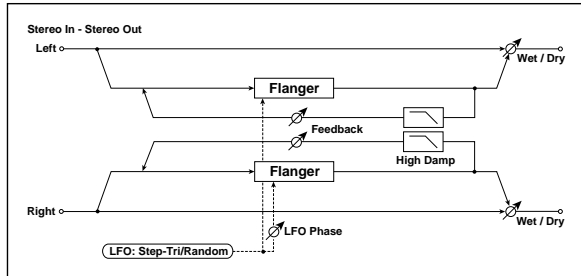 Stereo In - Stereo Out
Left
Wet / Dry
Flanger
Feedback
High Damp
Flanger
Right
LFO Phase
Wet / Dry
LFO: Step-Tri/Random